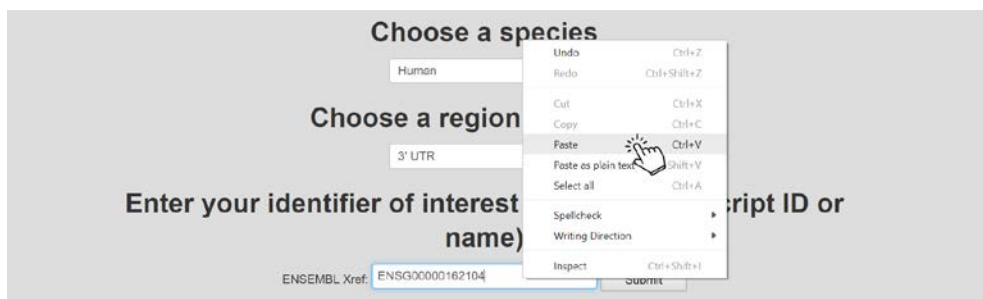 Choose a species
Human
Choose a region
3' UTR
Enter your identifier of interest
cript ID or
name)
ENSEMBL Xref:
ENSG00000162104
Submit
Undo Ctrl+Z
Redo Ctrl+Shift+Z
Cut Ctrl+X
Copy Ctrl+C
Paste Ctrl+V
Paste as plain text Shift+V
Select all Ctrl+A
Spellcheck
Writing Direction
Inspect Ctrl+Shift+I